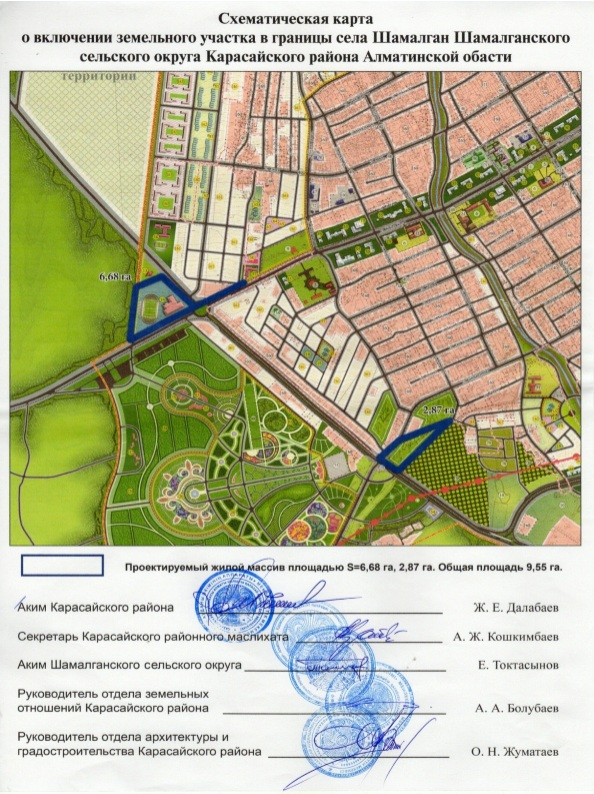 Схематическая карта
о включении земельного участка в границы села Шамалган Шамалганского
сельского округа Карасайского района Алматинской обасти
территории
6,68 га
2,87 га
Проектируемый жилой массив площадью S=6,68 га, 2,87 га. Общая площадь 9,55 га.
Аким Карасайского района Ж. Е. Далабаев
Секретарь Карасайского районного маслихата А. Ж. Кошкимбаев
Аким Шамалганского сельского округа Е. Токтасынов
Руководитель отдела земельных
отношений Карасайского района А. А. Болубаев
Руководитель отдела архитектуры и
градостроительства Карасайского района О. Н. Жуматаев